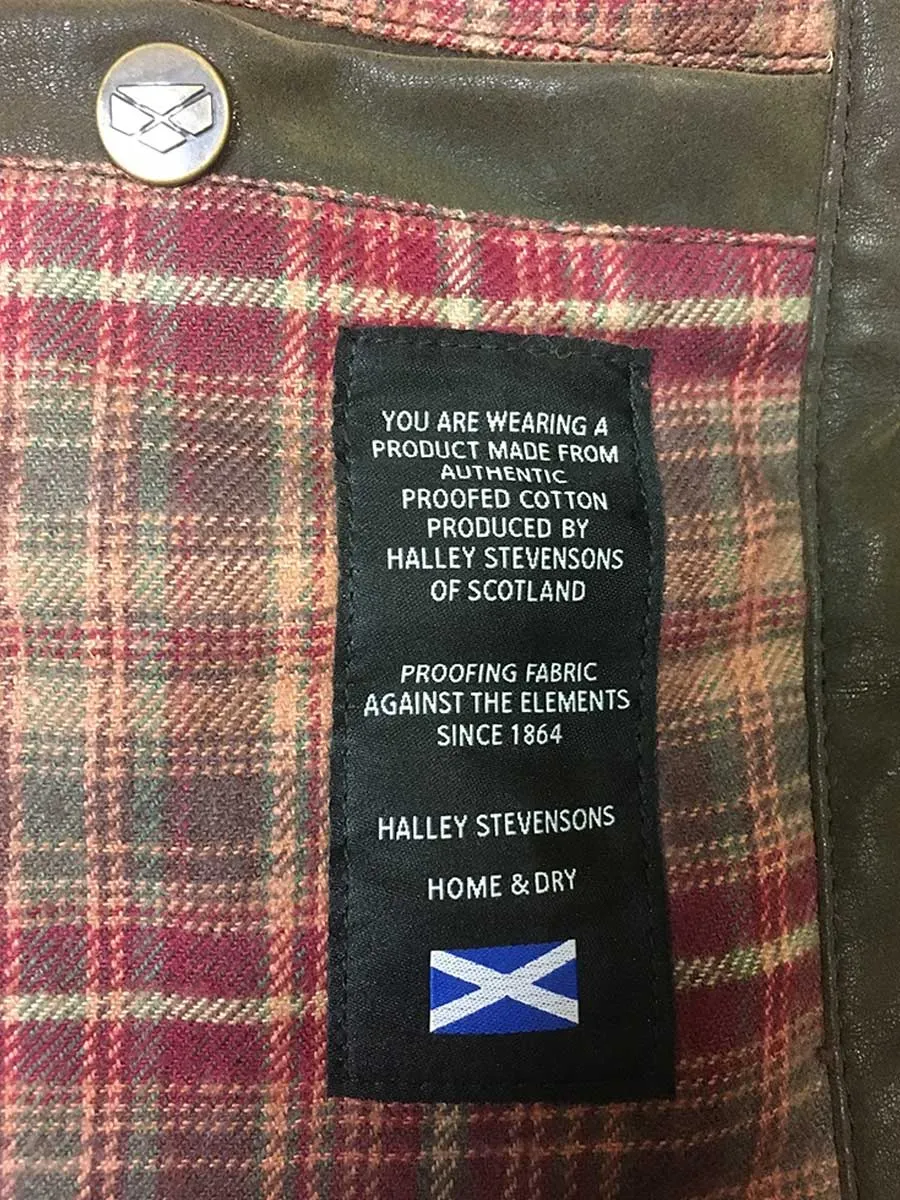 YOU ARE WEARING A
PRODUCT MADE FROM
AUTHENTIC
PROOFED COTTON
PRODUCED BY
HALLEY STEVENSONS
OF SCOTLAND
PROOFING FABRIC
AGAINST THE ELEMENTS
SINCE 1864
HALLEY STEVENSONS
HOME & DRY